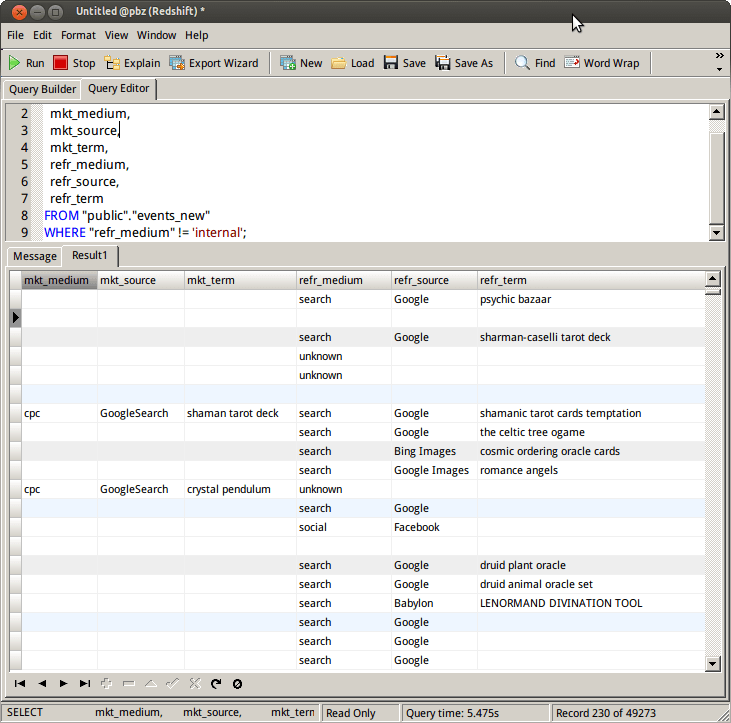 Untitled @pbz (Redshift) *
File Edit Format View Window Help
Run Stop Explain Export Wizard New Load Save Save As Find Word Wrap »
Query Builder Query Editor
2 mkt_medium,
3 mkt_source,
4 mkt_term,
5 refr_medium,
6 refr_source,
7 refr_term
8 FROM "public"."events_new"
9 WHERE "refr_medium" != 'internal';
Message Result1
mkt_medium mkt_source mkt_term refr_medium refr_source refr_term
search Google psychic bazaar
search Google sharman-caselli tarot deck
unknown
unknown
cpc GoogleSearch shaman tarot deck search Google shamanic tarot cards temptation
search Google the celtic tree ogame
search Bing Images cosmic ordering oracle cards
search Google Images romance angels
cpc GoogleSearch crystal pendulum unknown
search Google
social Facebook
search Google druid plant oracle
search Google druid animal oracle set
search Babylon LENORMAND DIVINATION TOOL
search Google
search Google
search Google
SELECT mkt_medium, mkt_source, mkt_tern Read Only Query time: 5.475s Record 230 of 49273